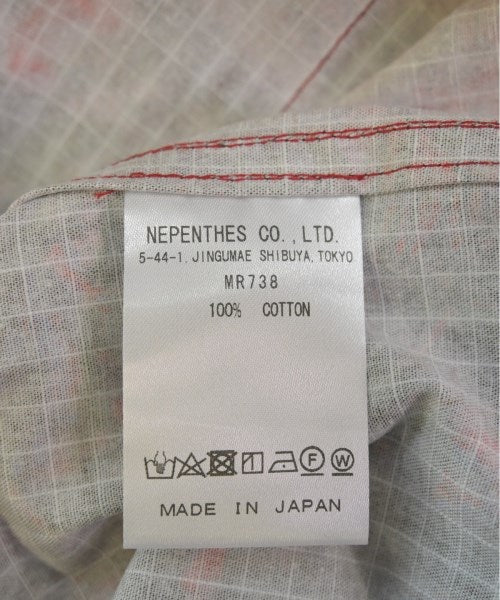 NEPENTHES CO.,LTD.
5-44-1, JINGUMAE SHIBUYA, TOKYO
MR738
100% COTTON
F W
MADE IN JAPAN